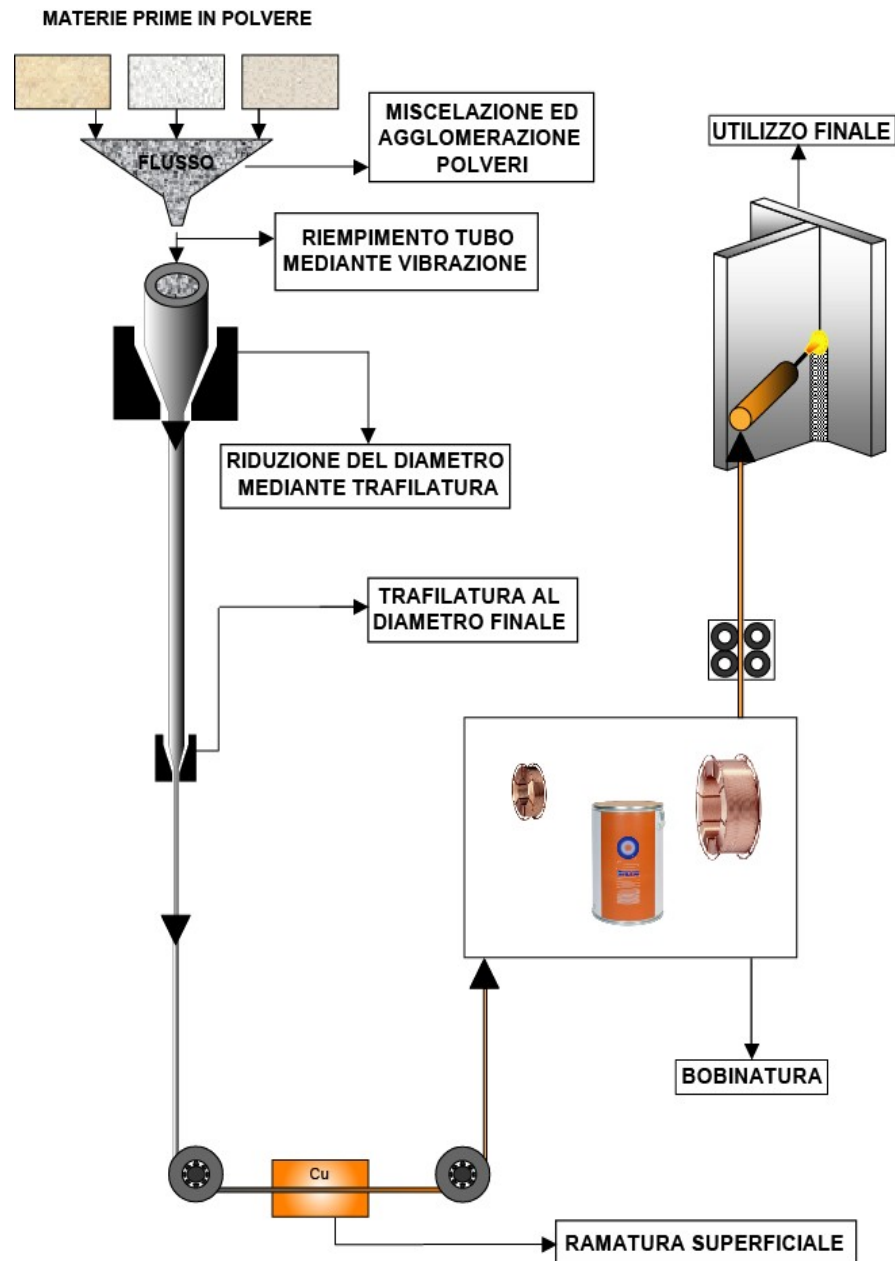 MATERIE PRIME IN POLVERE
FLUSSO
MISCELAZIONE ED
AGGLOMERAZIONE
POLVERI
UTILIZZO FINALE
RIEMPIMENTO TUBO
MEDIANTE VIBRAZIONE
RIDUZIONE DEL DIAMETRO
MEDIANTE TRAFILATURA
TRAFILATURA AL
DIAMETRO FINALE
BOBINATURA
Cu
RAMATURA SUPERFICIALE